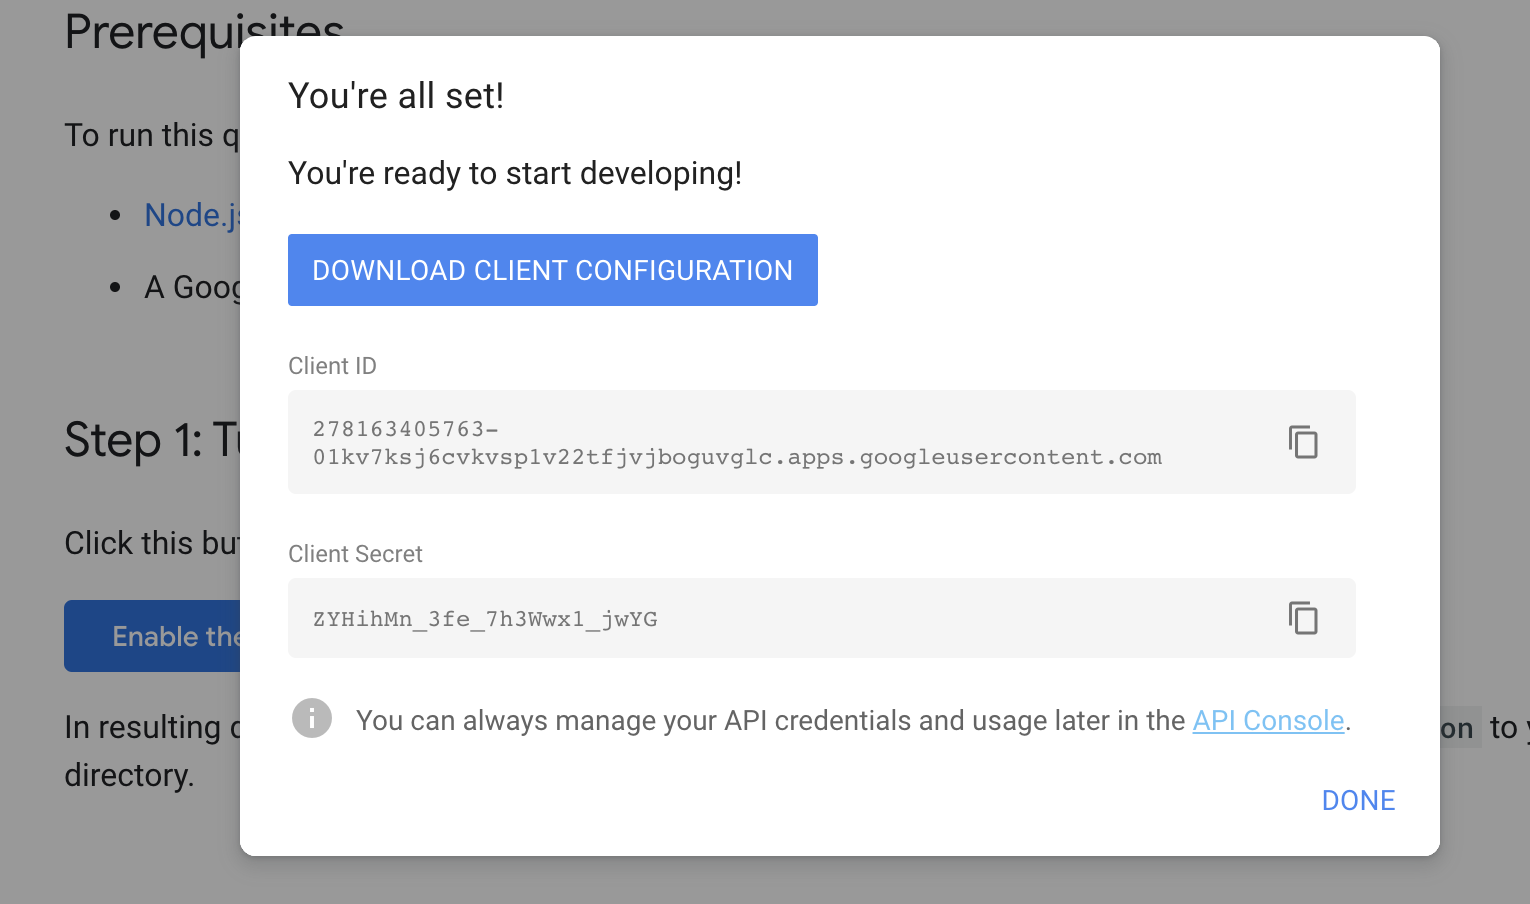 Prerequisites
You're all set!
To run this q
You're ready to start developing!
Node.js
DOWNLOAD CLIENT CONFIGURATION
A Goog
Client ID
278163405763-
01kv7ksj6cvkvsp1v22tfjvjboguvglc.apps.googleusercontent.com
Step 1: Tu
Client Secret
Click this but
ZYHihMn_3fe_7h3Wwx1_jwYG
Enable the
You can always manage your API credentials and usage later in the API Console.
In resulting d
on to y
directory.
DONE